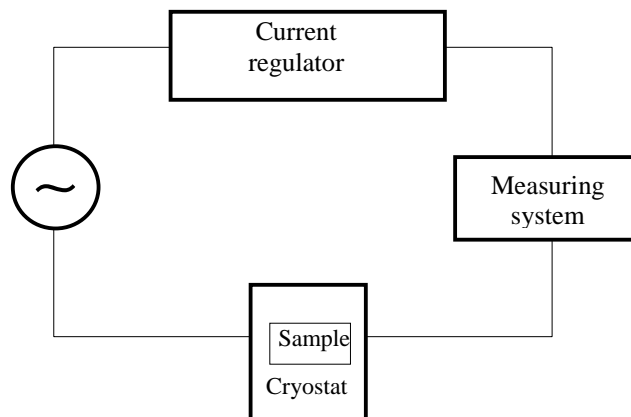 Current
regulator
~
Measuring
system
Sample
Cryostat